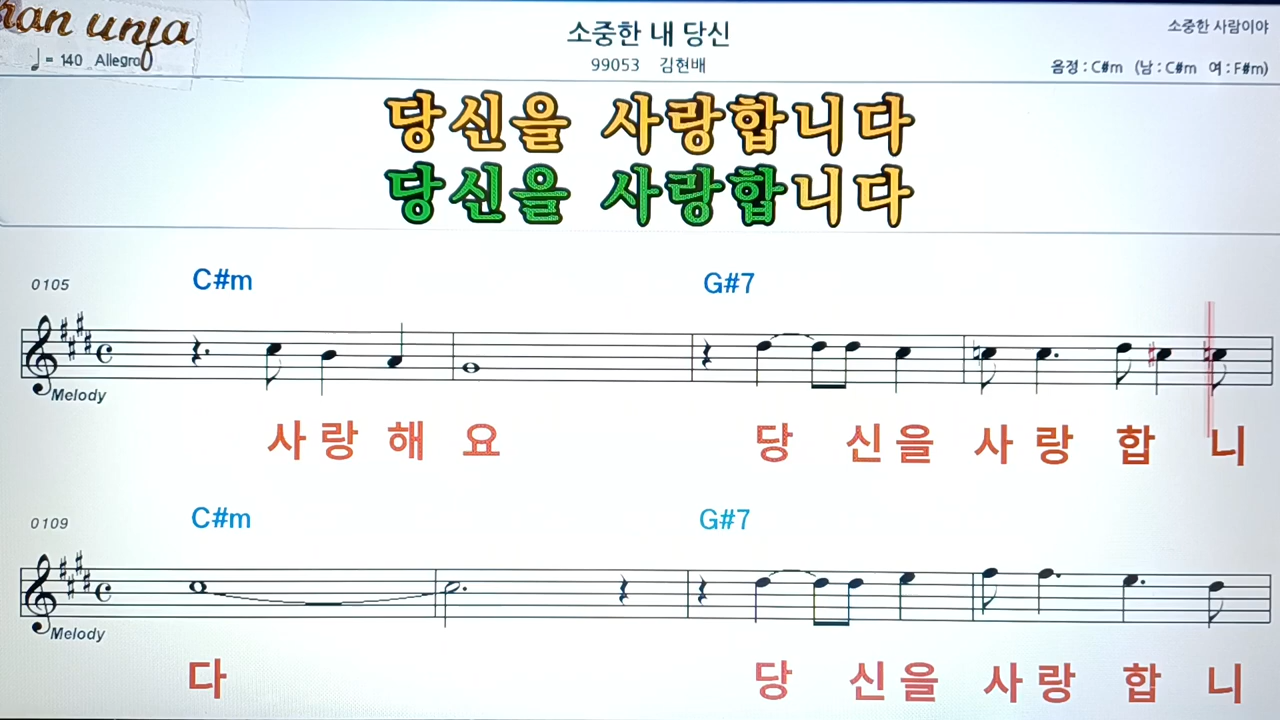 han unfa
♩= 140 Allegro
소중한 내 당신
99053 김현배
소중한 사람이야
음정 : C#m (남 : C#m 여 : F#m)
당신을 사랑합니다
당신을 사랑합니다
0105
C#m G#7
Melody
사 랑 해 요 당 신 을 사 랑 합 니
0109
C#m G#7
Melody
다 당 신 을 사 랑 합 니